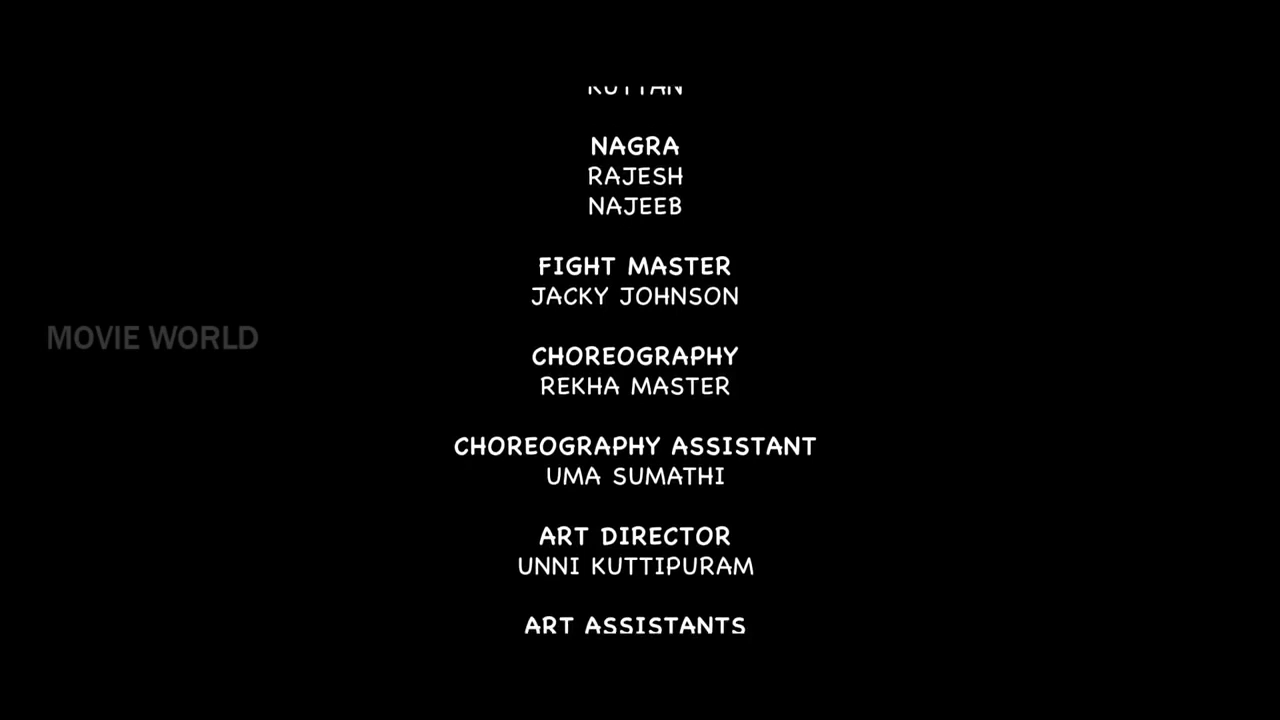 KUTTAN
NAGRA
RAJESH
NAJEEB
FIGHT MASTER
JACKY JOHNSON
MOVIE WORLD
CHOREOGRAPHY
REKHA MASTER
CHOREOGRAPHY ASSISTANT
UMA SUMATHI
ART DIRECTOR
UNNI KUTTIPURAM
ART ASSISTANTS